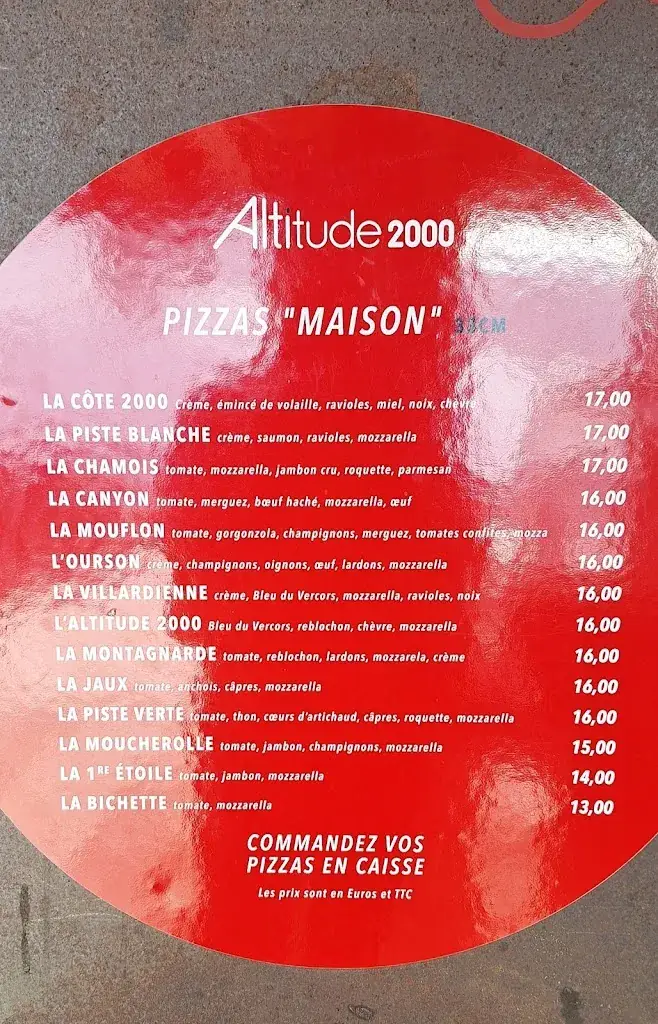 Altitude 2000
PIZZAS "MAISON" 33CM
LA CÔTE 2000 Crème, émincé de volaille, ravioles, miel, noix, chèvre 17,00
LA PISTE BLANCHE crème, saumon, ravioles, mozzarella 17,00
LA CHAMOIS tomate, mozzarella, jambon cru, roquette, parmesan 17,00
LA CANYON tomate, merguez, bœuf haché, mozzarella, œuf 16,00
LA MOUFLON tomate, gorgonzola, champignons, merguez, tomates confites, mozza 16,00
L'OURSON crème, champignons, oignons, œuf, lardons, mozzarella 16,00
LA VILLARDIENNE crème, Bleu du Vercors, mozzarella, ravioles, noix 16,00
L'ALTITUDE 2000 Bleu du Vercors, reblochon, chèvre, mozzarella 16,00
LA MONTAGNARDE tomate, reblochon, lardons, mozzarela, crème 16,00
LA JAUX tomate, anchois, câpres, mozzarella 16,00
LA PISTE VERTE tomate, thon, cœurs d'artichaud, câpres, roquette, mozzarella 16,00
LA MOUCHEROLLE tomate, jambon, champignons, mozzarella 15,00
LA 1RE ÉTOILE tomate, jambon, mozzarella 14,00
LA BICHETTE tomate, mozzarella 13,00
COMMANDEZ VOS
PIZZAS EN CAISSE
Les prix sont en Euros et TTC